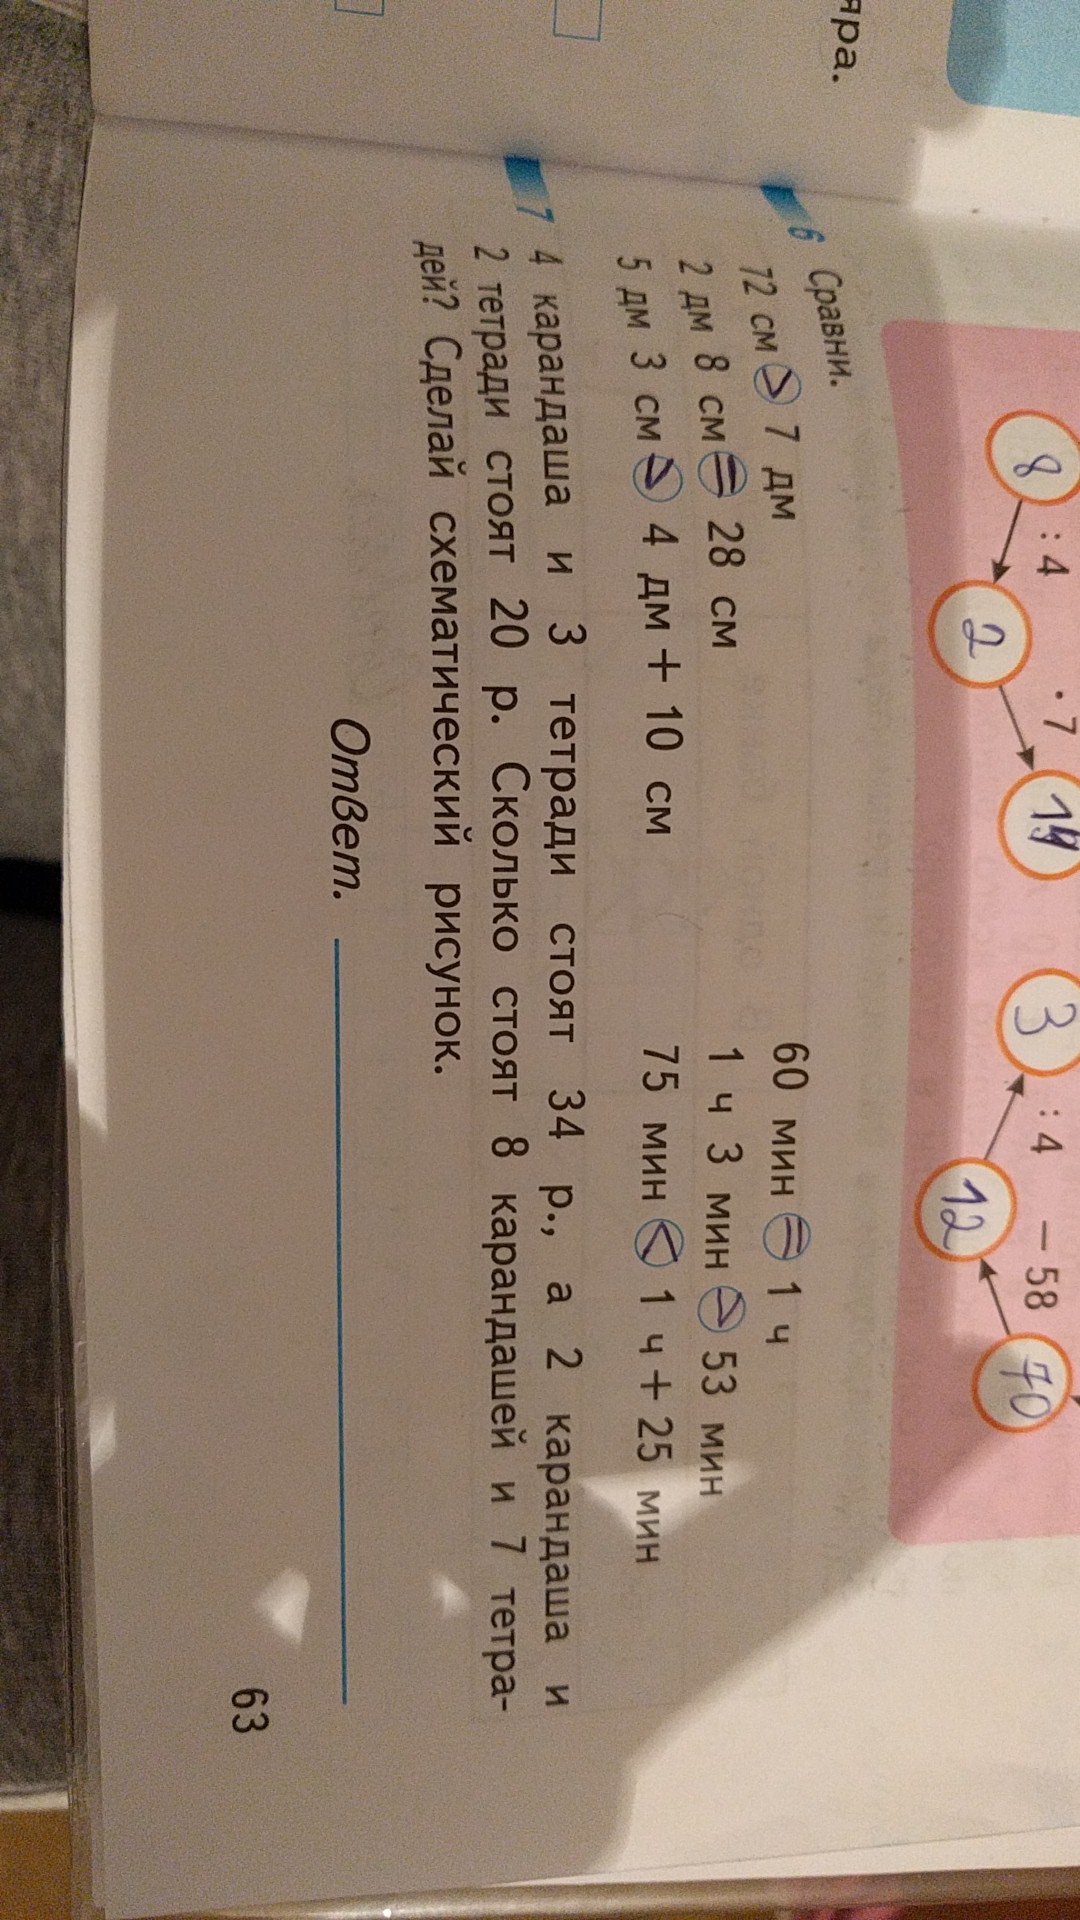 яра.
8 : 4 2 · 7 14 3 : 4 12 − 58 70
6 Сравни.
72 см > 7 дм 60 мин = 1 ч
2 дм 8 см = 28 см 1 ч 3 мин > 53 мин
5 дм 3 см > 4 дм + 10 см 75 мин < 1 ч + 25 мин
7 4 карандаша и 3 тетради стоят 34 р., а 2 карандаша и
2 тетради стоят 20 р. Сколько стоят 8 карандашей и 7 тетра-
дей? Сделай схематический рисунок.
Ответ.
63